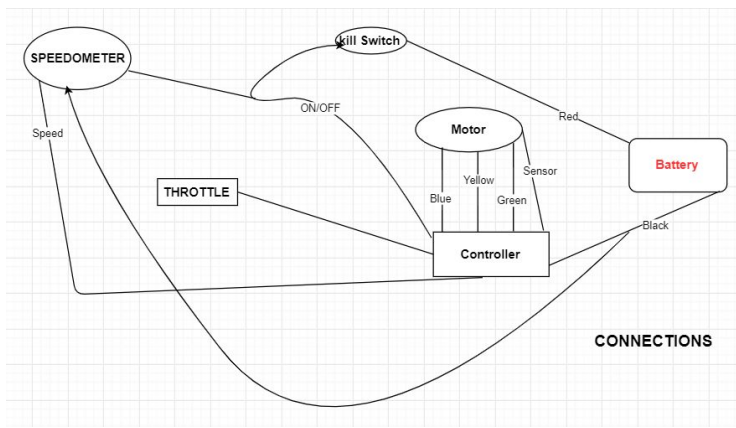 kill Switch
SPEEDOMETER
ON/OFF
Red
Speed
Motor
Battery
Sensor
Yellow
THROTTLE
Blue
Green
Black
Controller
CONNECTIONS